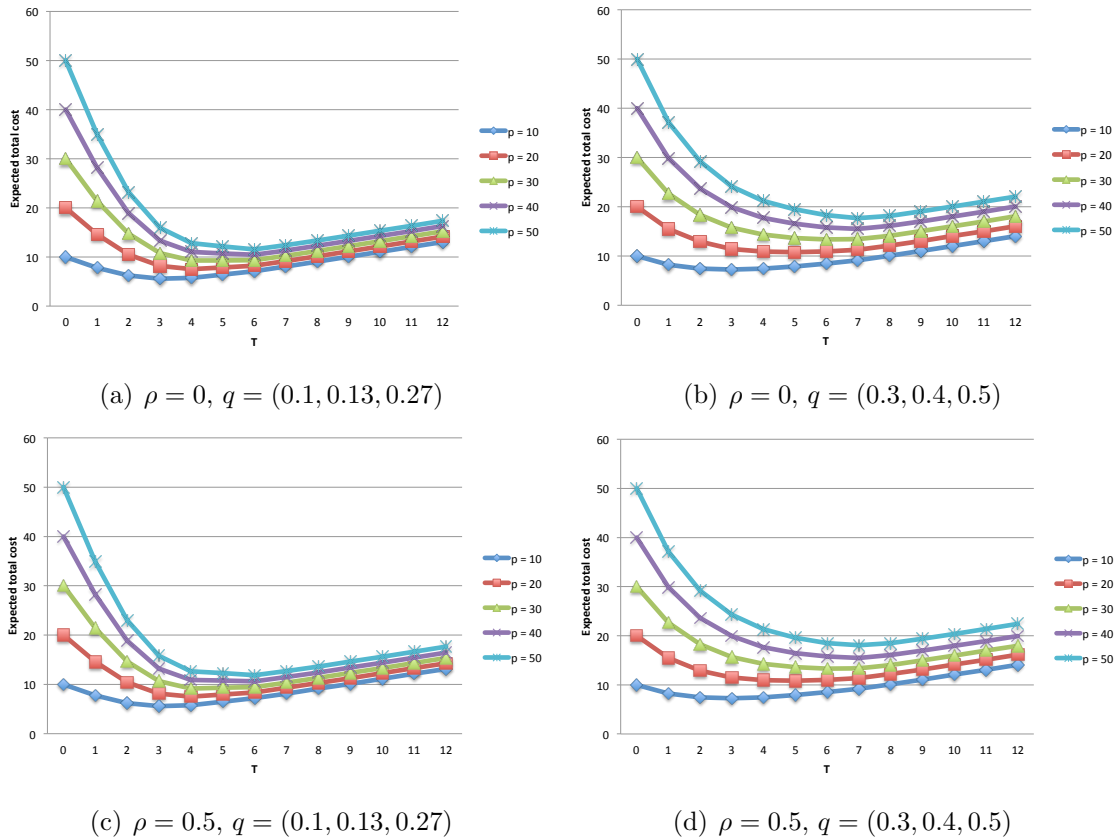 60
50
40
30
20
10
0
Expected total cost
0 1 2 3 4 5 6 7 8 9 10 11 12
T
p = 10
p = 20
p = 30
p = 40
p = 50
(a) ρ = 0, q = (0.1, 0.13, 0.27)
60
50
40
30
20
10
0
Expected total cost
0 1 2 3 4 5 6 7 8 9 10 11 12
T
p = 10
p = 20
p = 30
p = 40
p = 50
(b) ρ = 0, q = (0.3, 0.4, 0.5)
60
50
40
30
20
10
0
Expected total cost
0 1 2 3 4 5 6 7 8 9 10 11 12
T
p = 10
p = 20
p = 30
p = 40
p = 50
(c) ρ = 0.5, q = (0.1, 0.13, 0.27)
60
50
40
30
20
10
0
Expected total cost
0 1 2 3 4 5 6 7 8 9 10 11 12
T
p = 10
p = 20
p = 30
p = 40
p = 50
(d) ρ = 0.5, q = (0.3, 0.4, 0.5)